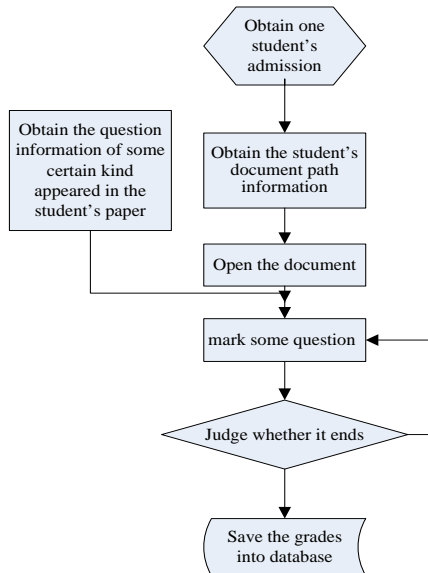 Obtain one
student's
admission
Obtain the question
information of some
certain kind
appeared in the
student's paper
Obtain the student's
document path
information
Open the document
mark some question
Judge whether it ends
Save the grades
into database